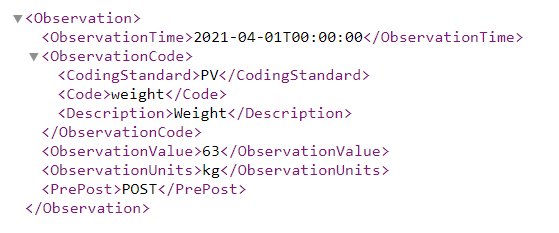 <Observation>
<ObservationTime>2021-04-01T00:00:00</ObservationTime>
<ObservationCode>
<CodingStandard>PV</CodingStandard>
<Code>weight</Code>
<Description>Weight</Description>
</ObservationCode>
<ObservationValue>63</ObservationValue>
<ObservationUnits>kg</ObservationUnits>
<PrePost>POST</PrePost>
</Observation>